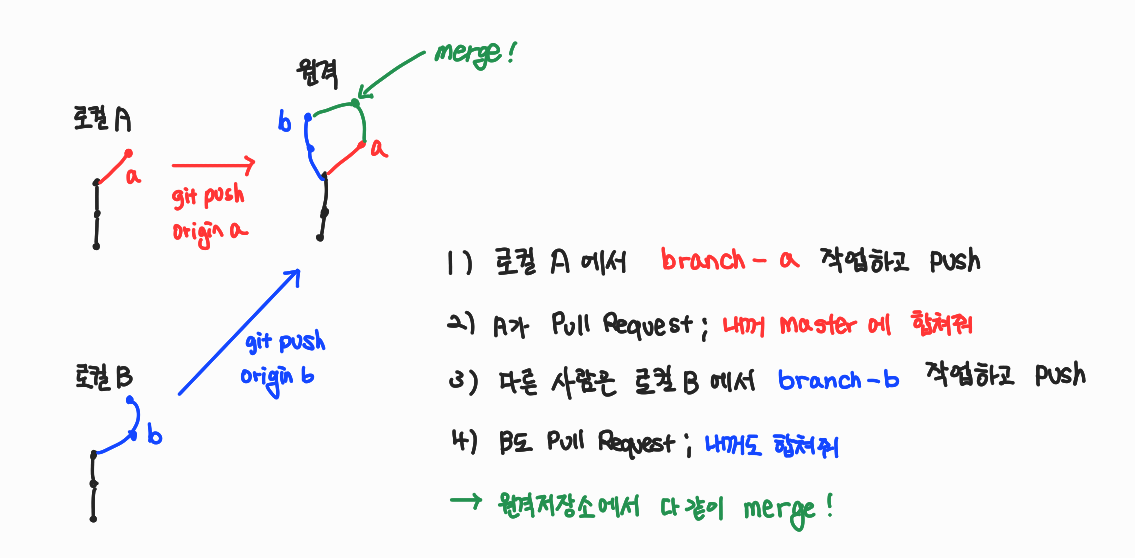 원격
merge!
로컬 A
b
a
a
git push
origin a
git push
origin b
로컬 B
b
1) 로컬 A 에서 branch-a 작업하고 push
2) A가 Pull Request; 내꺼 master 에 합쳐줘
3) 다른 사람은 로컬 B 에서 branch-b 작업하고 push
4) B도 Pull Request; 내꺼도 합쳐줘
→ 원격저장소에서 다 같이 merge!